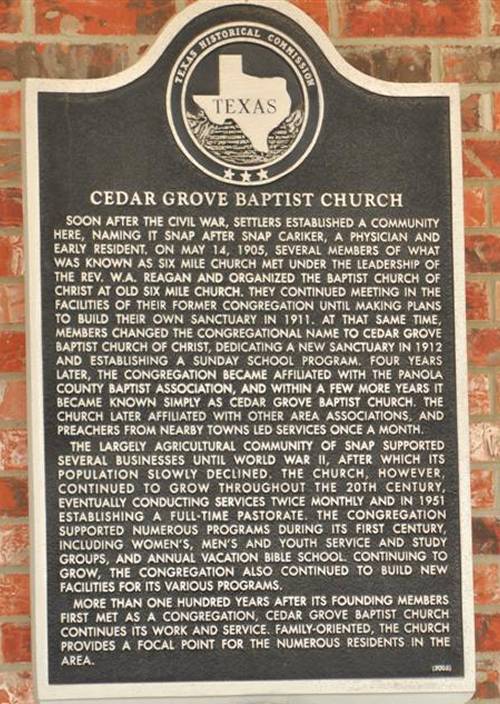 TEXAS HISTORICAL COMMISSION
TEXAS
CEDAR GROVE BAPTIST CHURCH
SOON AFTER THE CIVIL WAR, SETTLERS ESTABLISHED A COMMUNITY
HERE, NAMING IT SNAP AFTER SNAP CARIKER, A PHYSICIAN AND
EARLY RESIDENT. ON MAY 14, 1905, SEVERAL MEMBERS OF WHAT
WAS KNOWN AS SIX MILE CHURCH MET UNDER THE LEADERSHIP OF
THE REV. W.A. REAGAN AND ORGANIZED THE BAPTIST CHURCH OF
CHRIST AT OLD SIX MILE CHURCH. THEY CONTINUED MEETING IN THE
FACILITIES OF THEIR FORMER CONGREGATION UNTIL MAKING PLANS
TO BUILD THEIR OWN SANCTUARY IN 1911. AT THAT SAME TIME,
MEMBERS CHANGED THE CONGREGATIONAL NAME TO CEDAR GROVE
BAPTIST CHURCH OF CHRIST, DEDICATING A NEW SANCTUARY IN 1912
AND ESTABLISHING A SUNDAY SCHOOL PROGRAM. FOUR YEARS
LATER, THE CONGREGATION BECAME AFFILIATED WITH THE PANOLA
COUNTY BAPTIST ASSOCIATION, AND WITHIN A FEW MORE YEARS IT
BECAME KNOWN SIMPLY AS CEDAR GROVE BAPTIST CHURCH. THE
CHURCH LATER AFFILIATED WITH OTHER AREA ASSOCIATIONS, AND
PREACHERS FROM NEARBY TOWNS LED SERVICES ONCE A MONTH.
THE LARGELY AGRICULTURAL COMMUNITY OF SNAP SUPPORTED
SEVERAL BUSINESSES UNTIL WORLD WAR II, AFTER WHICH ITS
POPULATION SLOWLY DECLINED. THE CHURCH, HOWEVER,
CONTINUED TO GROW THROUGHOUT THE 20TH CENTURY,
EVENTUALLY CONDUCTING SERVICES TWICE MONTHLY AND IN 1951
ESTABLISHING A FULL-TIME PASTORATE. THE CONGREGATION
SUPPORTED NUMEROUS PROGRAMS DURING ITS FIRST CENTURY,
INCLUDING WOMEN'S, MEN'S AND YOUTH SERVICE AND STUDY
GROUPS, AND ANNUAL VACATION BIBLE SCHOOL. CONTINUING TO
GROW, THE CONGREGATION ALSO CONTINUED TO BUILD NEW
FACILITIES FOR ITS VARIOUS PROGRAMS.
MORE THAN ONE HUNDRED YEARS AFTER ITS FOUNDING MEMBERS
FIRST MET AS A CONGREGATION, CEDAR GROVE BAPTIST CHURCH
CONTINUES ITS WORK AND SERVICE. FAMILY-ORIENTED, THE CHURCH
PROVIDES A FOCAL POINT FOR THE NUMEROUS RESIDENTS IN THE
AREA.